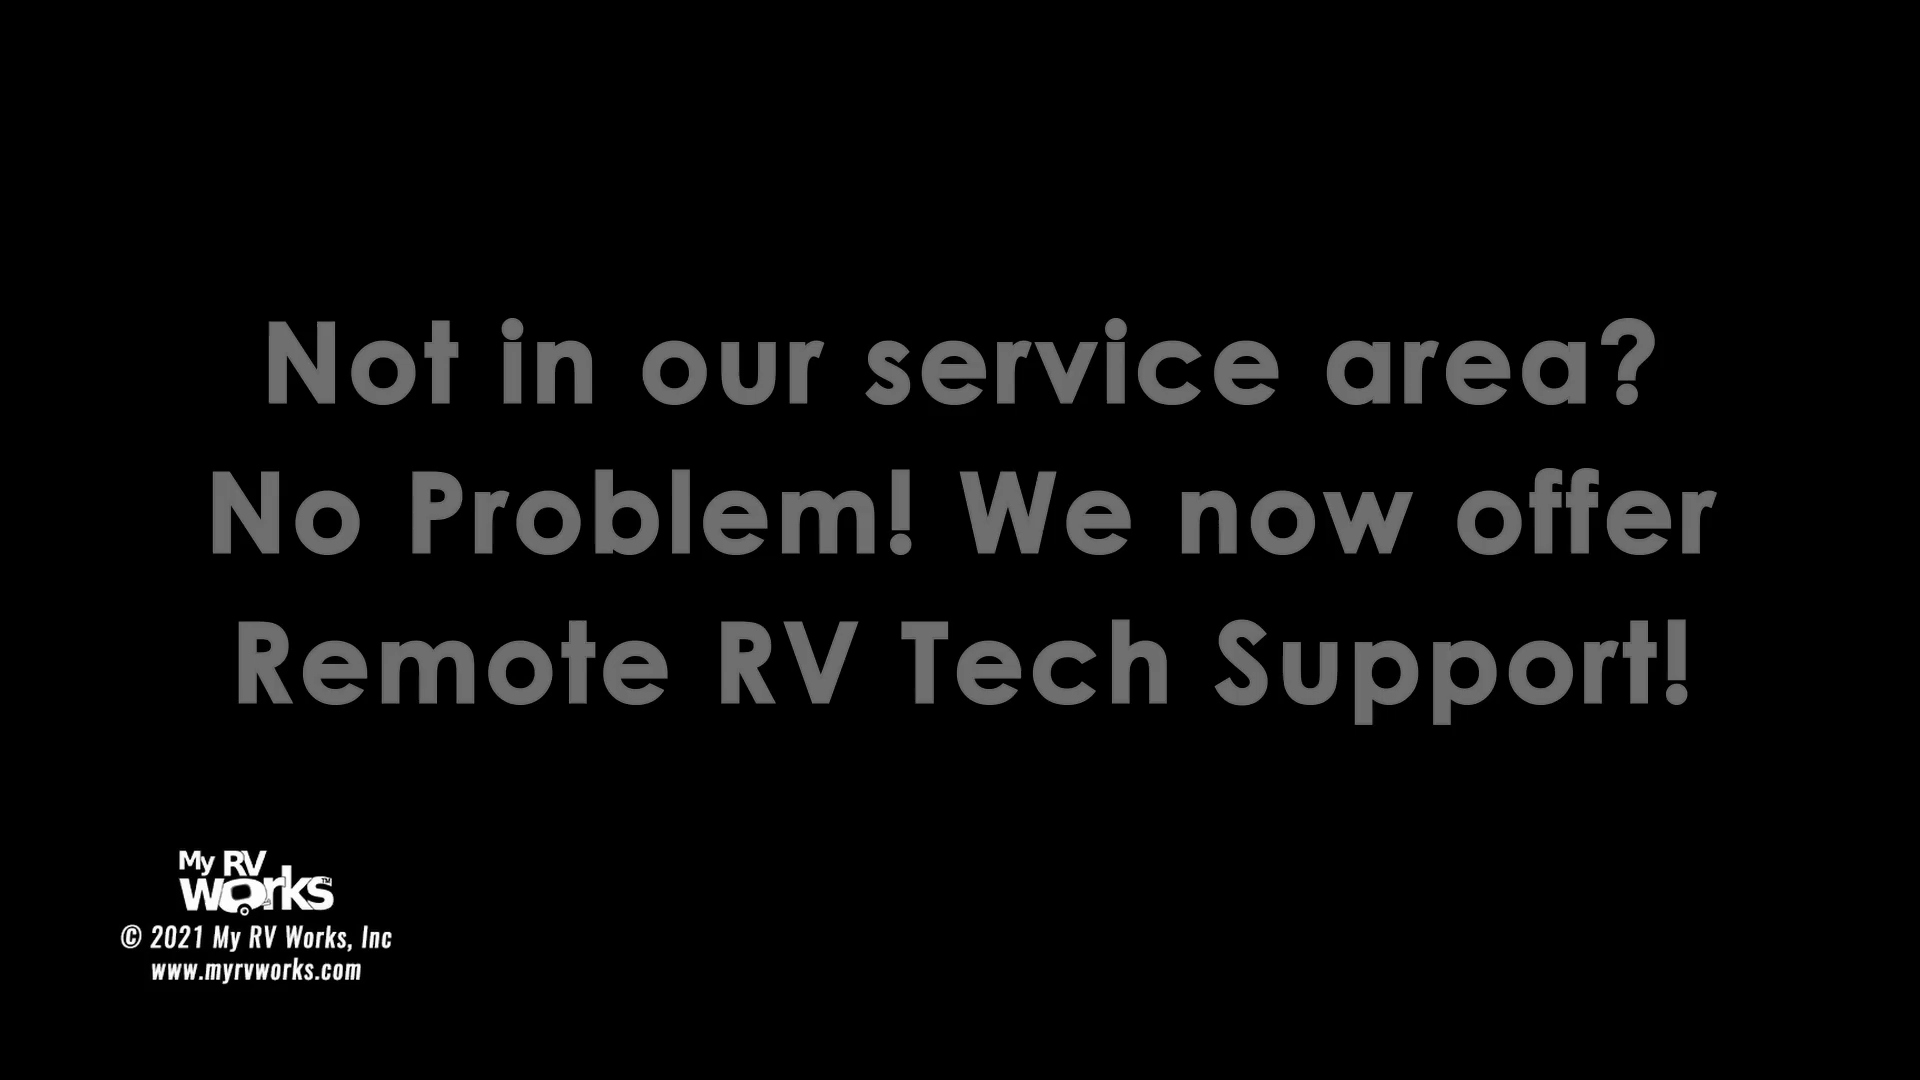 Not in our service area?
No Problem! We now offer
Remote RV Tech Support!
My RV
Works™
© 2021 My RV Works, Inc
www.myrvworks.com